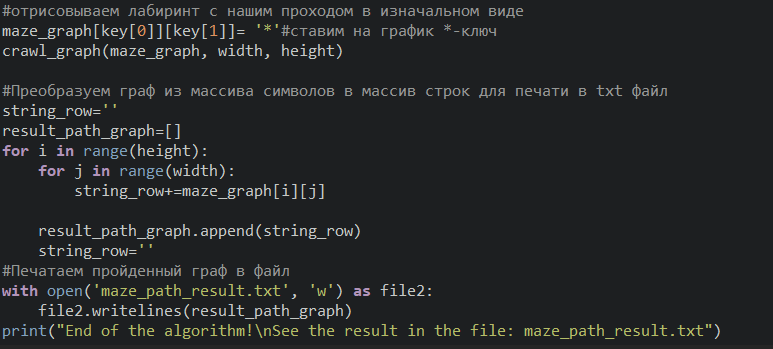 #отрисовываем лабиринт с нашим проходом в изначальном виде
maze_graph[key[0]][key[1]]= '*'#ставим на график *-ключ
crawl_graph(maze_graph, width, height)

#Преобразуем граф из массива символов в массив строк для печати в txt файл
string_row=''
result_path_graph=[]
for i in range(height):
    for j in range(width):
        string_row+=maze_graph[i][j]

    result_path_graph.append(string_row)
    string_row=''
#Печатаем пройденный граф в файл
with open('maze_path_result.txt', 'w') as file2:
    file2.writelines(result_path_graph)
print("End of the algorithm!\nSee the result in the file: maze_path_result.txt")